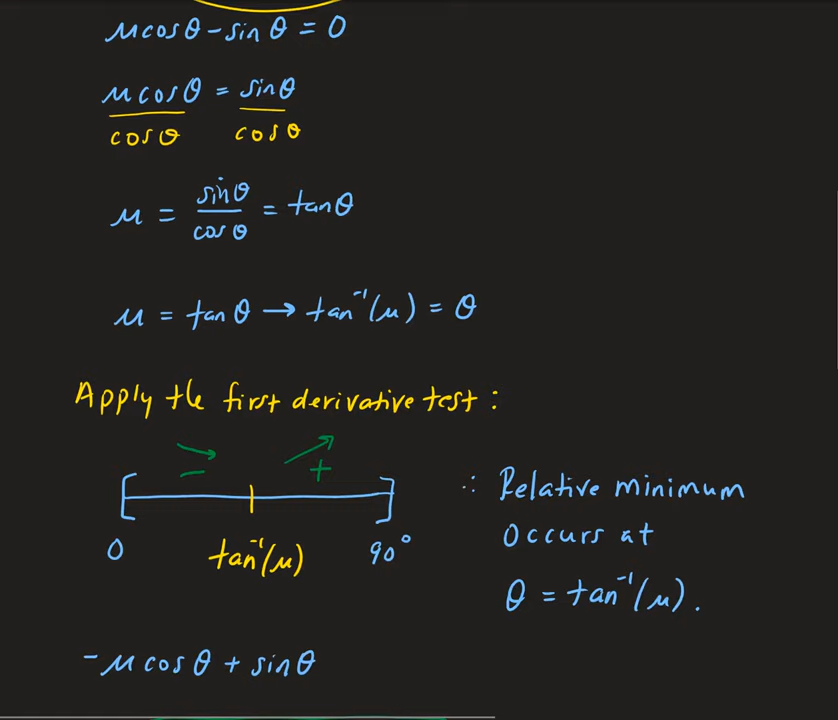 μcosθ - sinθ = 0
μcosθ = sinθ
cosθ cosθ
μ = sinθ/cosθ = tanθ
μ = tanθ → tan⁻¹(μ) = θ
Apply the first derivative test:
− +
0 tan⁻¹(μ) 90°
∴ Relative minimum
occurs at
θ = tan⁻¹(μ).
-μcosθ + sinθ